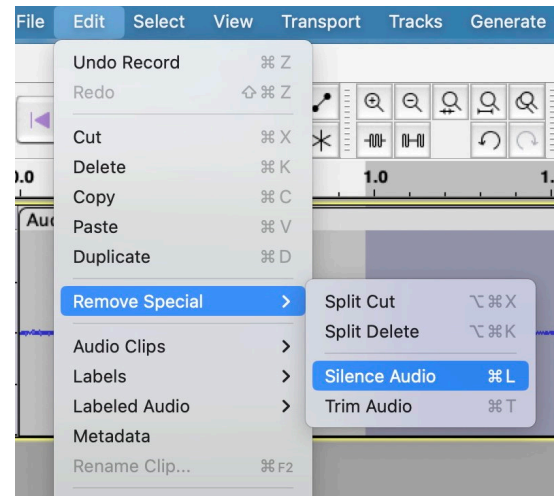 File Edit Select View Transport Tracks Generate
Undo Record ⌘ Z
Redo ⇧ ⌘ Z
Cut ⌘ X
Delete ⌘ K
Copy ⌘ C
Paste ⌘ V
Duplicate ⌘ D
Remove Special >
Split Cut ⌥ ⌘ X
Split Delete ⌥ ⌘ K
Silence Audio ⌘ L
Trim Audio ⌘ T
Audio Clips >
Labels >
Labeled Audio >
Metadata
Rename Clip... ⌘ F2
1.0